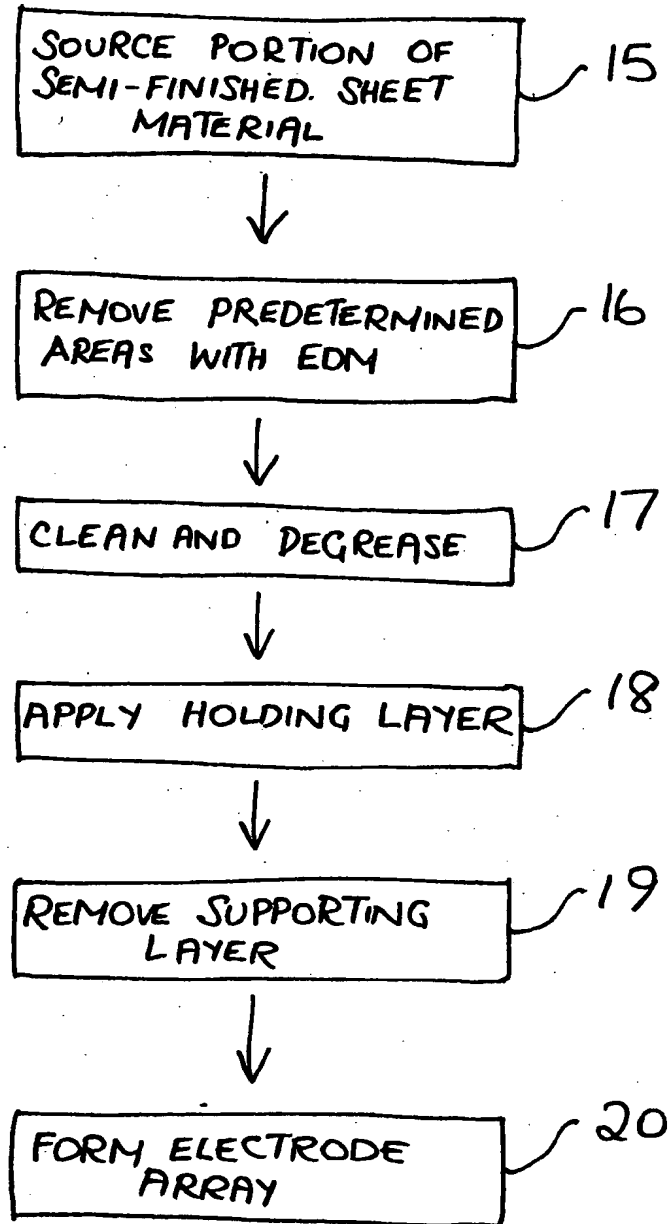 SOURCE PORTION OF
SEMI-FINISHED. SHEET
MATERIAL
15
REMOVE PREDETERMINED
AREAS WITH EDM
16
CLEAN AND DEGREASE
17
APPLY HOLDING LAYER
18
REMOVE SUPPORTING
LAYER
19
FORM ELECTRODE
ARRAY
20